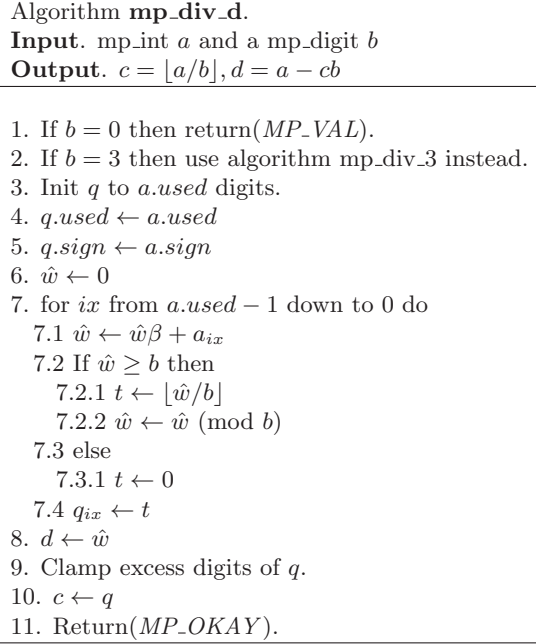 Algorithm mp_div_d.
Input. mp_int a and a mp_digit b
Output. c = ⌊a/b⌋, d = a − cb
1. If b = 0 then return(MP_VAL).
2. If b = 3 then use algorithm mp_div_3 instead.
3. Init q to a.used digits.
4. q.used ← a.used
5. q.sign ← a.sign
6. ŵ ← 0
7. for ix from a.used − 1 down to 0 do
7.1 ŵ ← ŵβ + a_{ix}
7.2 If ŵ ≥ b then
7.2.1 t ← ⌊ŵ/b⌋
7.2.2 ŵ ← ŵ (mod b)
7.3 else
7.3.1 t ← 0
7.4 q_{ix} ← t
8. d ← ŵ
9. Clamp excess digits of q.
10. c ← q
11. Return(MP_OKAY).